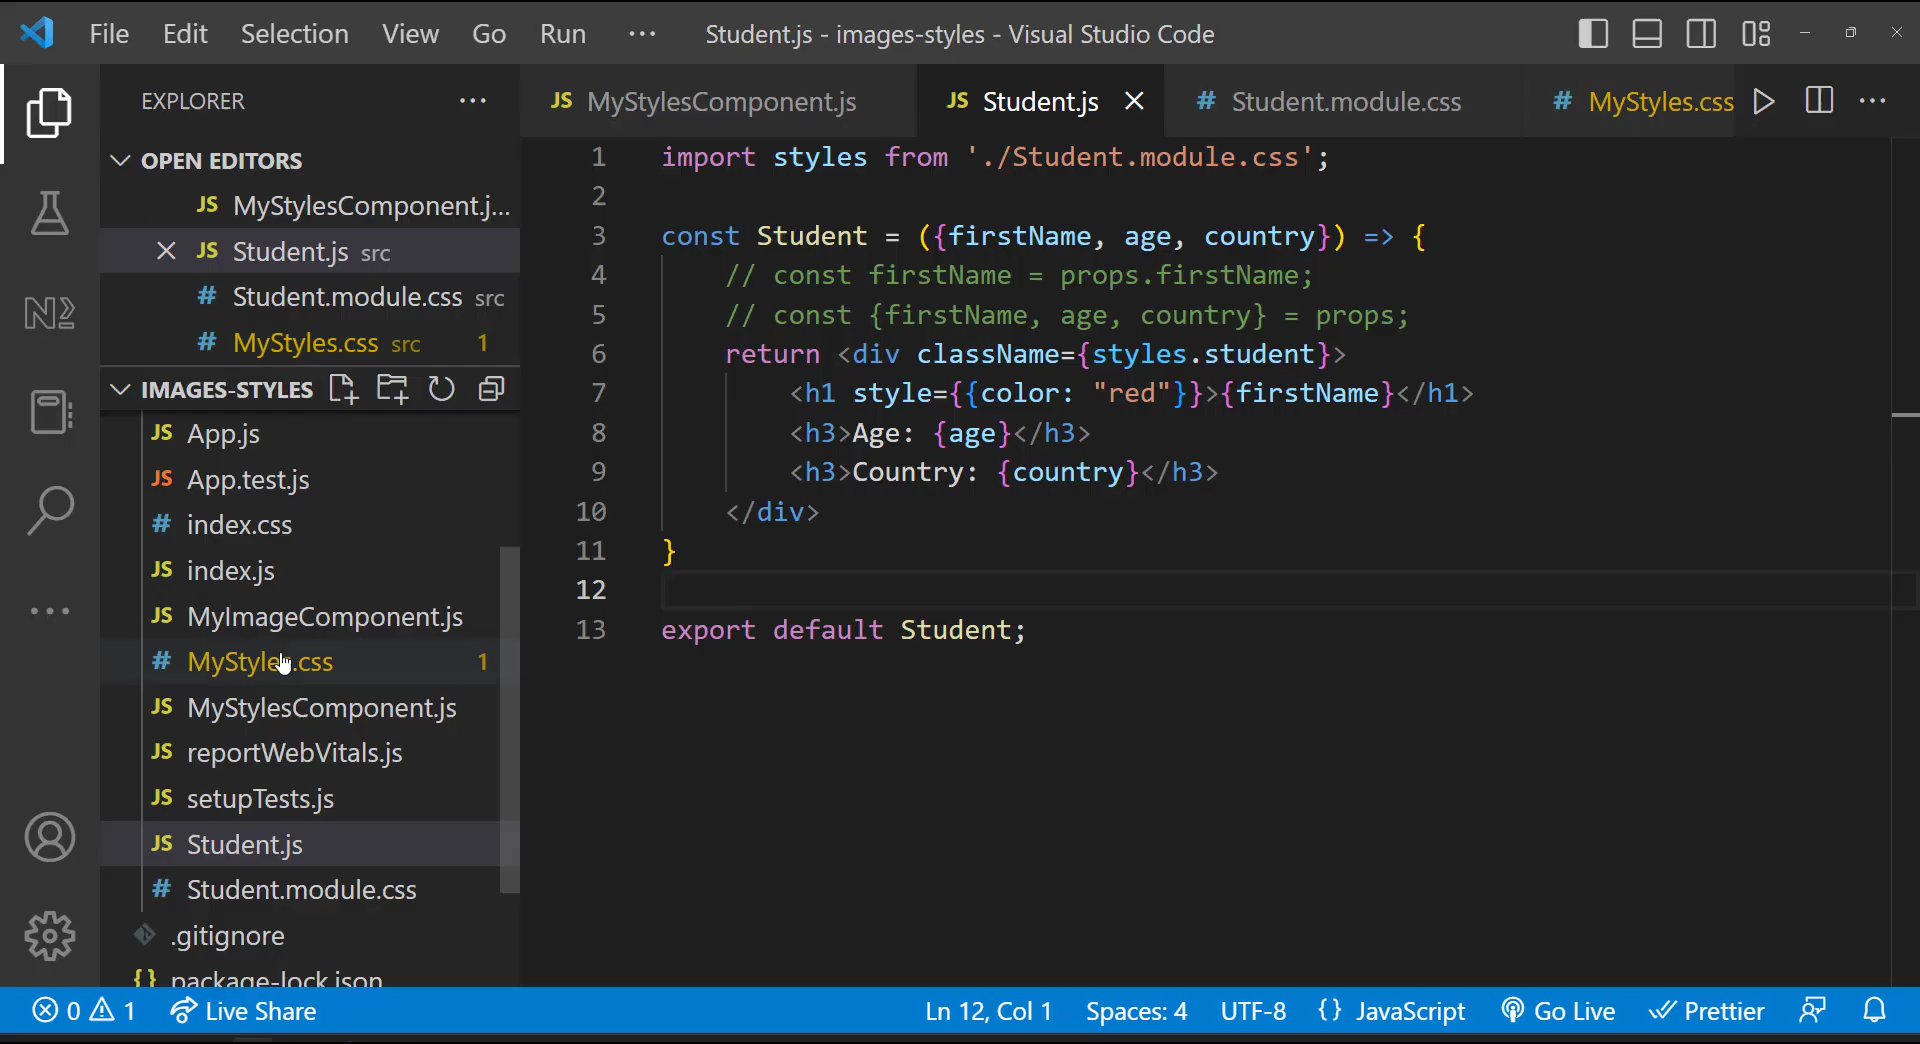 File Edit Selection View Go Run ··· Student.js - images-styles - Visual Studio Code
EXPLORER ···
OPEN EDITORS
JS MyStylesComponent.j...
JS Student.js src
# Student.module.css src
# MyStyles.css src 1
IMAGES-STYLES
JS App.js
JS App.test.js
# index.css
JS index.js
JS MyImageComponent.js
# MyStyles.css 1
JS MyStylesComponent.js
JS reportWebVitals.js
JS setupTests.js
JS Student.js
# Student.module.css
.gitignore
{} package-lock.json
JS MyStylesComponent.js JS Student.js # Student.module.css # MyStyles.css ···
1 import styles from './Student.module.css';
2
3 const Student = ({firstName, age, country}) => {
4 // const firstName = props.firstName;
5 // const {firstName, age, country} = props;
6 return <div className={styles.student}>
7 <h1 style={{color: "red"}}>{firstName}</h1>
8 <h3>Age: {age}</h3>
9 <h3>Country: {country}</h3>
10 </div>
11 }
12
13 export default Student;
0 1 Live Share Ln 12, Col 1 Spaces: 4 UTF-8 {} JavaScript Go Live Prettier